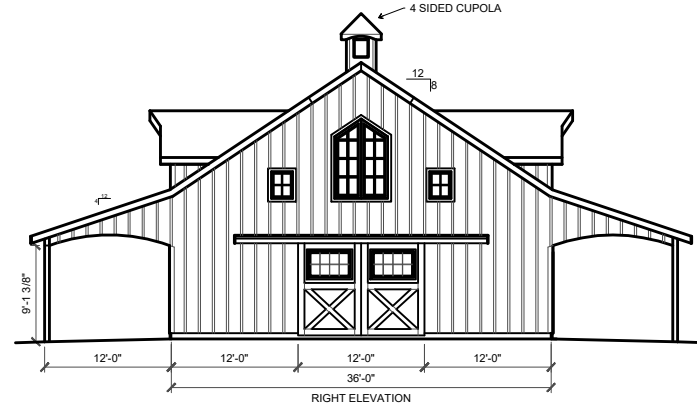 4 SIDED CUPOLA
12
8
12
4
9'-1 3/8"
12'-0" 12'-0" 12'-0" 12'-0"
36'-0"
RIGHT ELEVATION